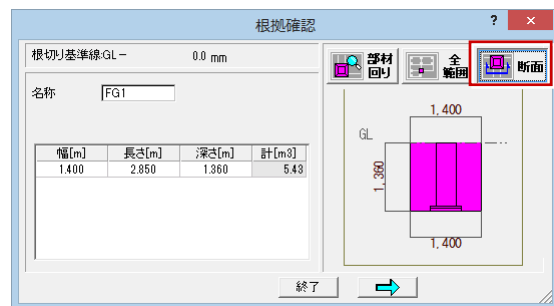 根拠確認
? ×
根切り基準線:GL－ 0.0 mm
部材
回り
全
範囲
断面
名称 FG1
幅[m] 長さ[m] 深さ[m] 計[m3]
1.400 2.850 1.360 5.43
1,400
GL
1,360
1,400
終了